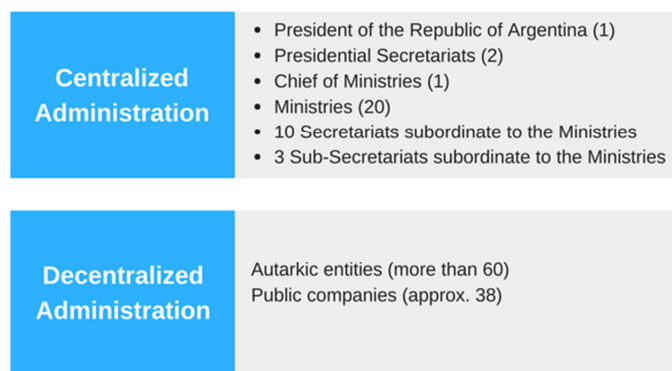 Centralized
Administration
• President of the Republic of Argentina (1)
• Presidential Secretariats (2)
• Chief of Ministries (1)
• Ministries (20)
• 10 Secretariats subordinate to the Ministries
• 3 Sub-Secretariats subordinate to the Ministries
Decentralized
Administration
Autarkic entities (more than 60)
Public companies (approx. 38)